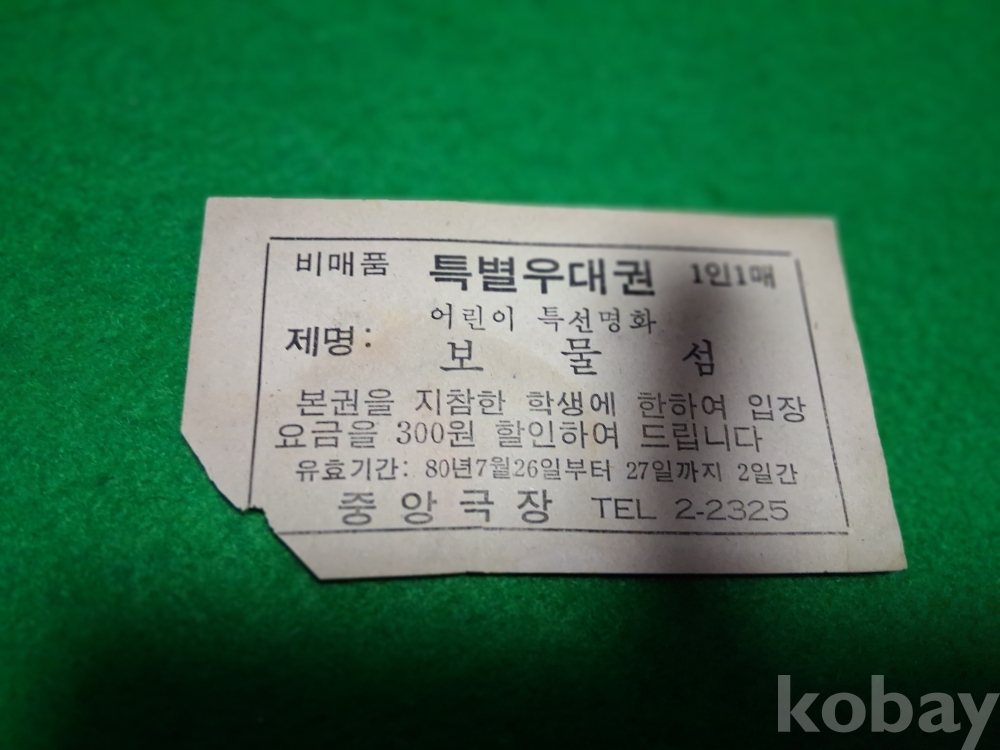 비매품 특별우대권 1인1매
어린이 특선명화
제명: 보물섬
본권을 지참한 학생에 한하여 입장
요금을 300원 할인하여 드립니다
유효기간: 80년7월26일부터 27일까지 2일간
중앙극장 TEL 2-2325
kobay